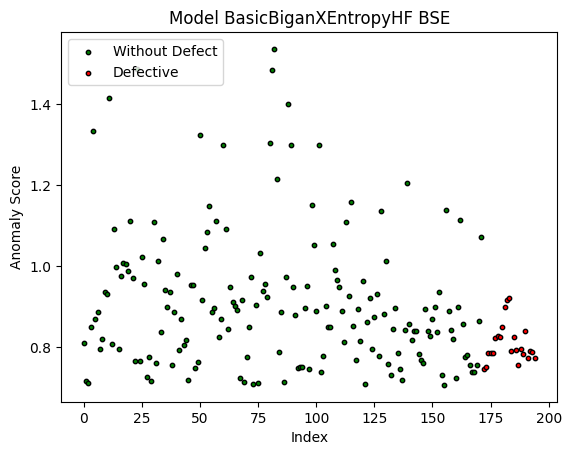 Model BasicBiganXEntropyHF BSE
Without Defect
Defective
Anomaly Score
1.4
1.2
1.0
0.8
0 25 50 75 100 125 150 175 200
Index